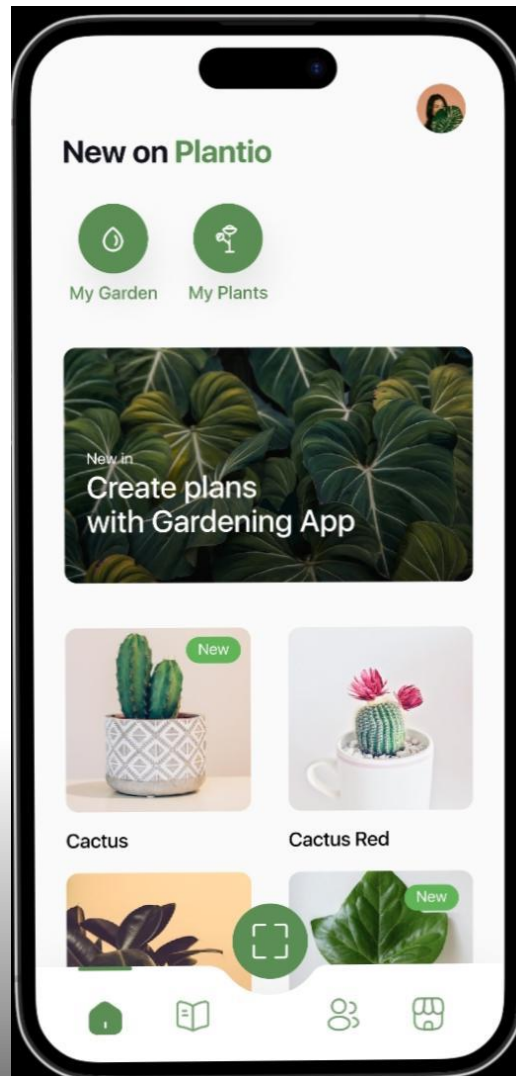 New on Plantio
My Garden
My Plants
New in
Create plans
with Gardening App
New
Cactus
Cactus Red
New